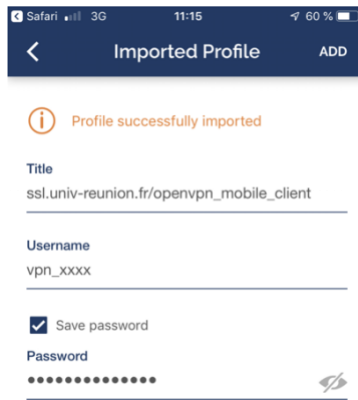 Safari 3G 11:15 60 %
Imported Profile ADD
Profile successfully imported
Title
ssl.univ-reunion.fr/openvpn_mobile_client
Username
vpn_xxxx
Save password
Password
••••••••••••••